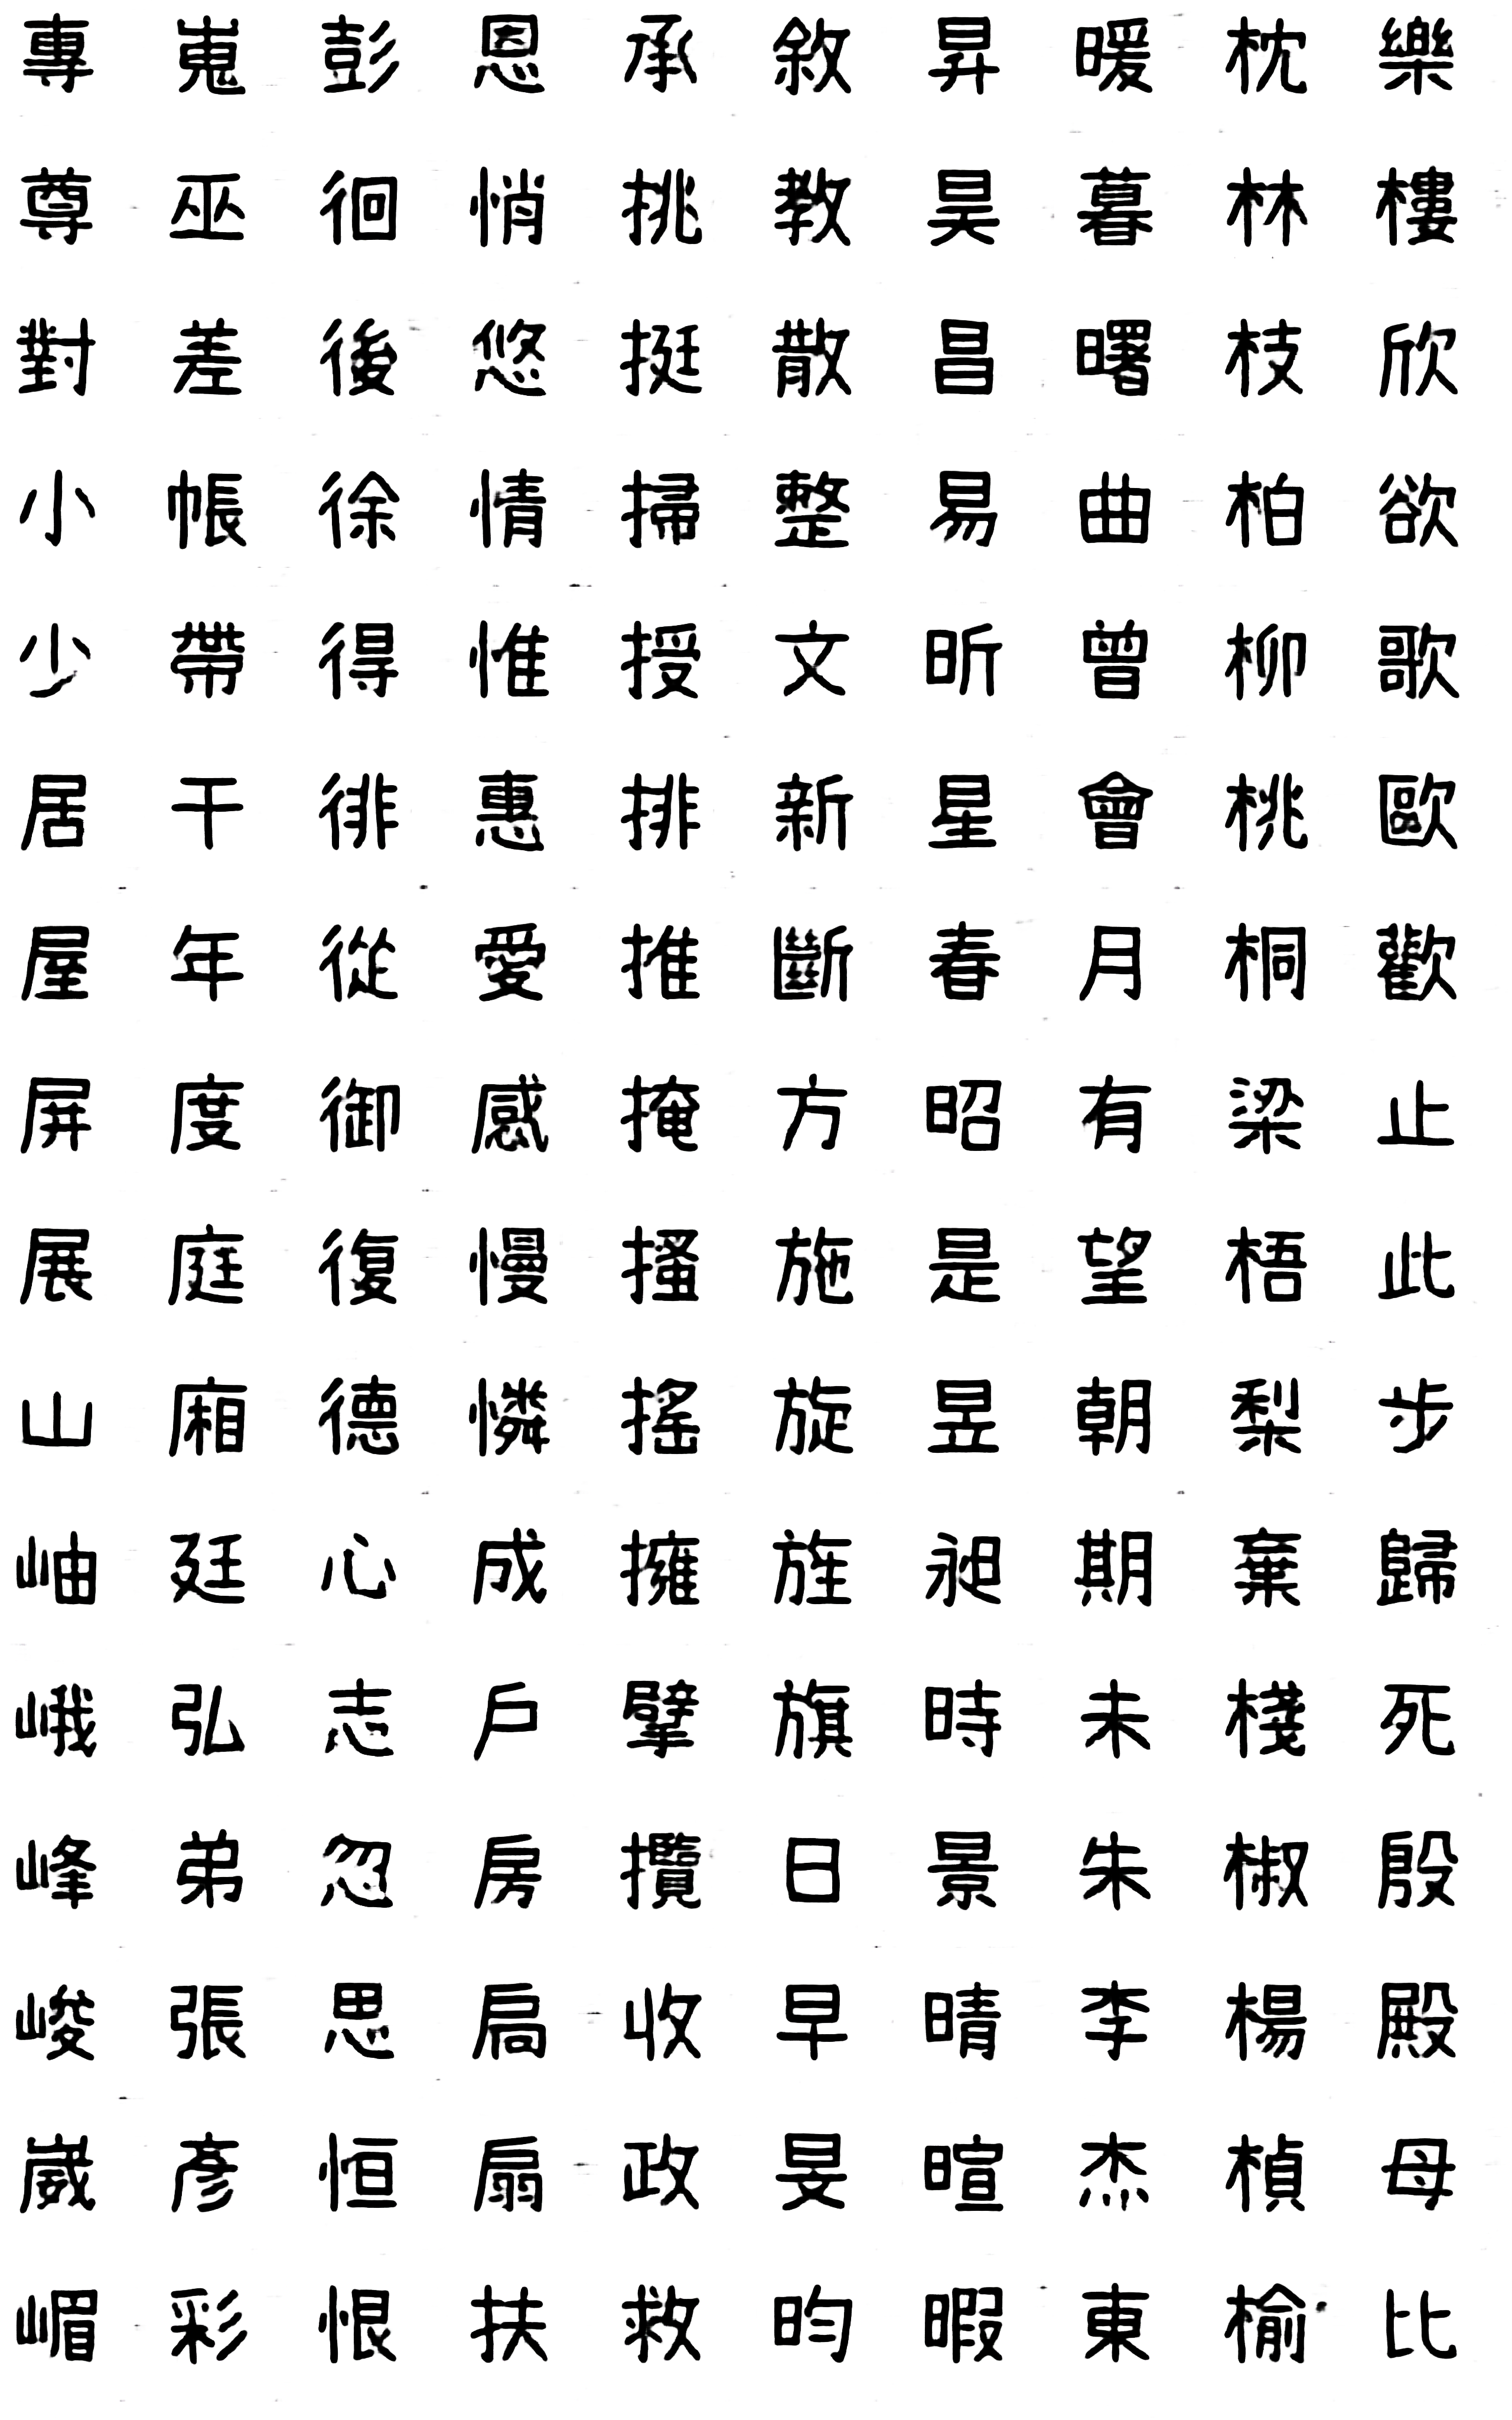 專尊對小少居屋屏展山岫峨峰峻崴嵋
嵬巫差帳帶干年度庭廂廷弘弟張彥彩
彭徊後徐得徘從御復德心志忽思恒恨
恩悄悠情惟惠愛感慢憐成戶房扃扇扶
承挑挺掃授排推掩搔搖擁擘攬收政救
敘教散整文新斷方施旋旌旗日早旻昀
昇昊昌易昕星春昭是昱昶時景晴暄暇
暖暮曙曲曾會月有望朝期未朱李杰東
枕林枝柏柳桃桐梁梧梨棄棧椒楊楨榆
樂樓欣欲歌歐歡止此步歸死殷殿母比